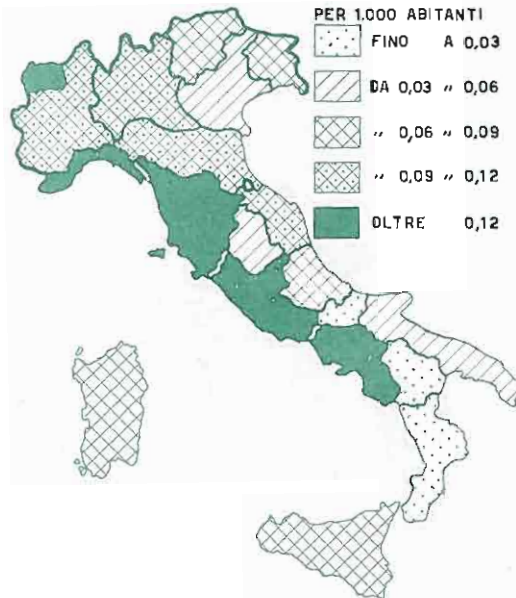 PER 1.000 ABITANTI
FINO A 0,03
DA 0,03 〃 0,06
〃 0,06 〃 0,09
〃 0,09 〃 0,12
OLTRE 0,12